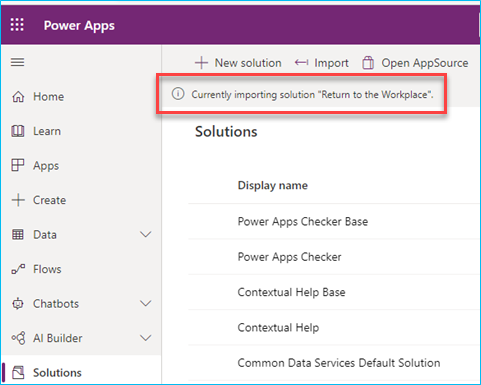 Power Apps
+ New solution Import Open AppSource
Currently importing solution "Return to the Workplace".
Home
Learn
Apps
Create
Data
Flows
Chatbots
AI Builder
Solutions
Solutions
Display name
Power Apps Checker Base
Power Apps Checker
Contextual Help Base
Contextual Help
Common Data Services Default Solution